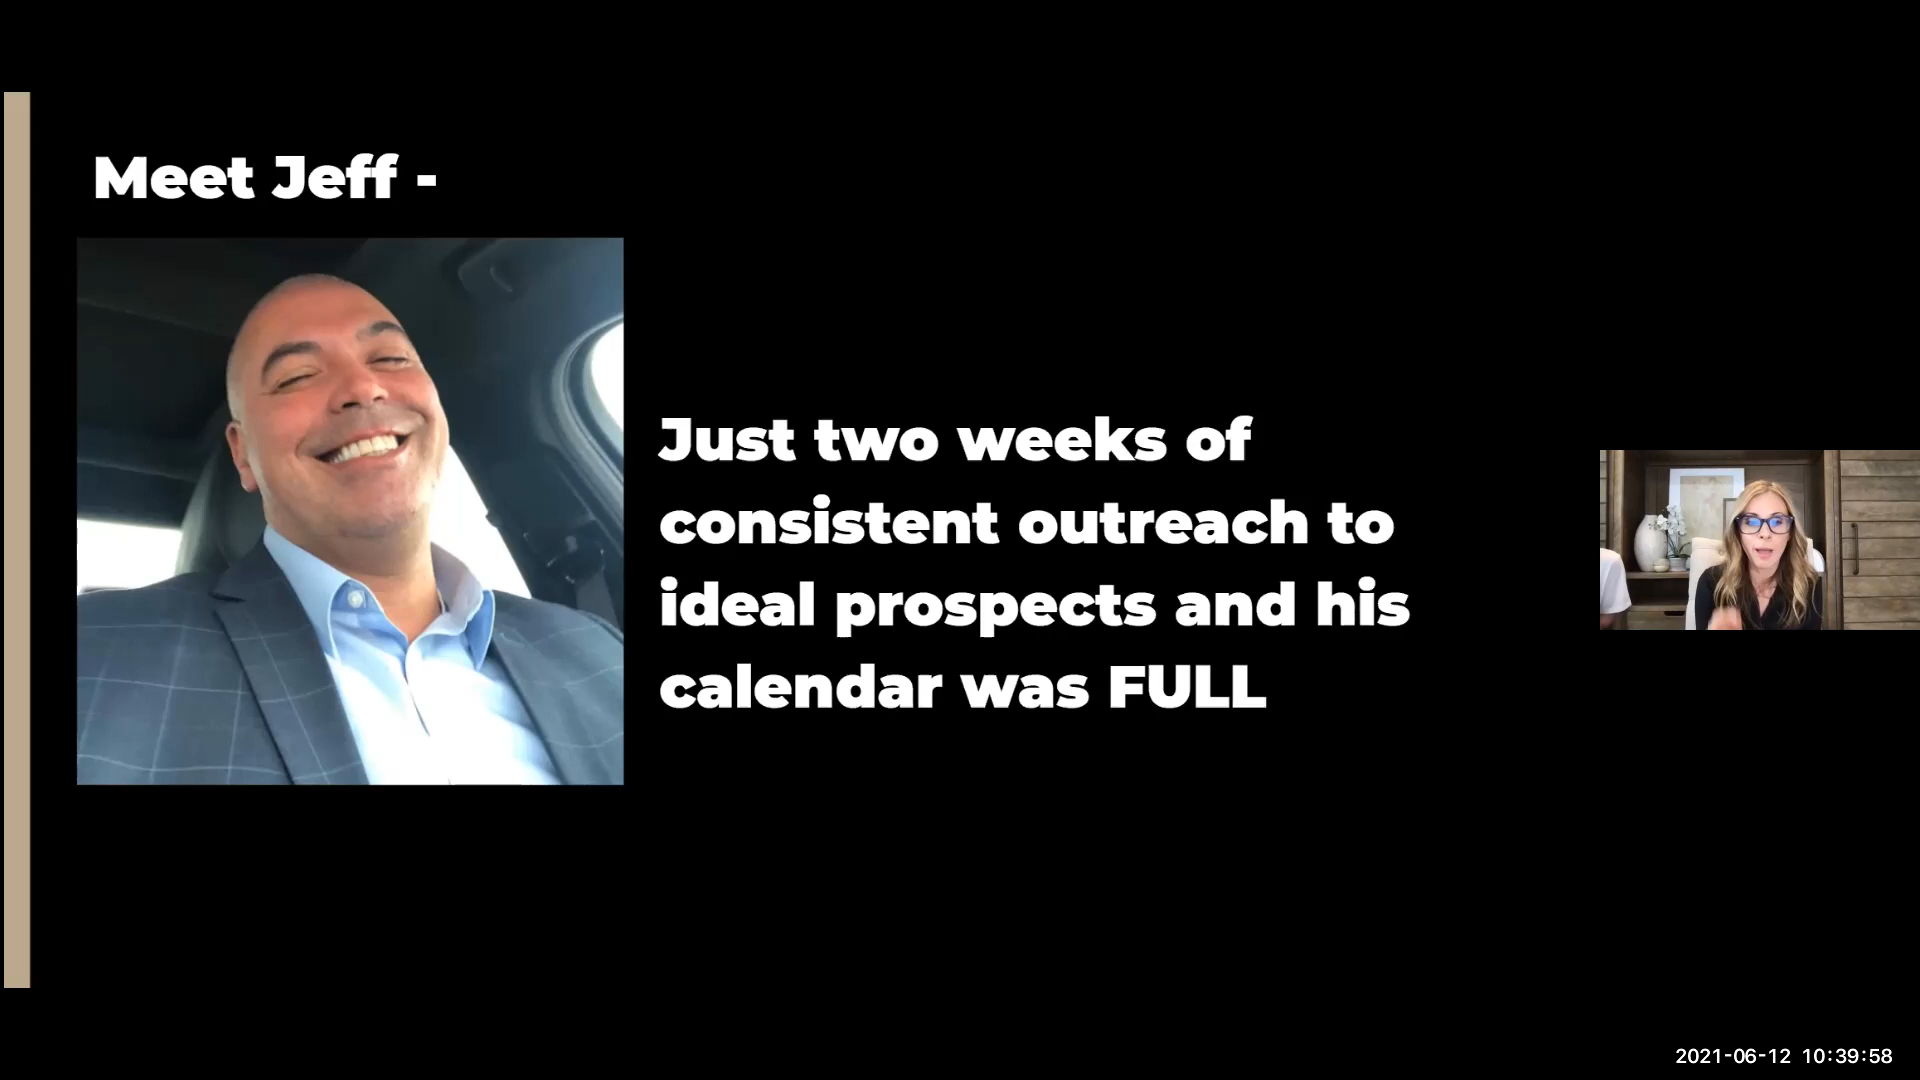 Meet Jeff -
Just two weeks of
consistent outreach to
ideal prospects and his
calendar was FULL
2021-06-12 10:39:58